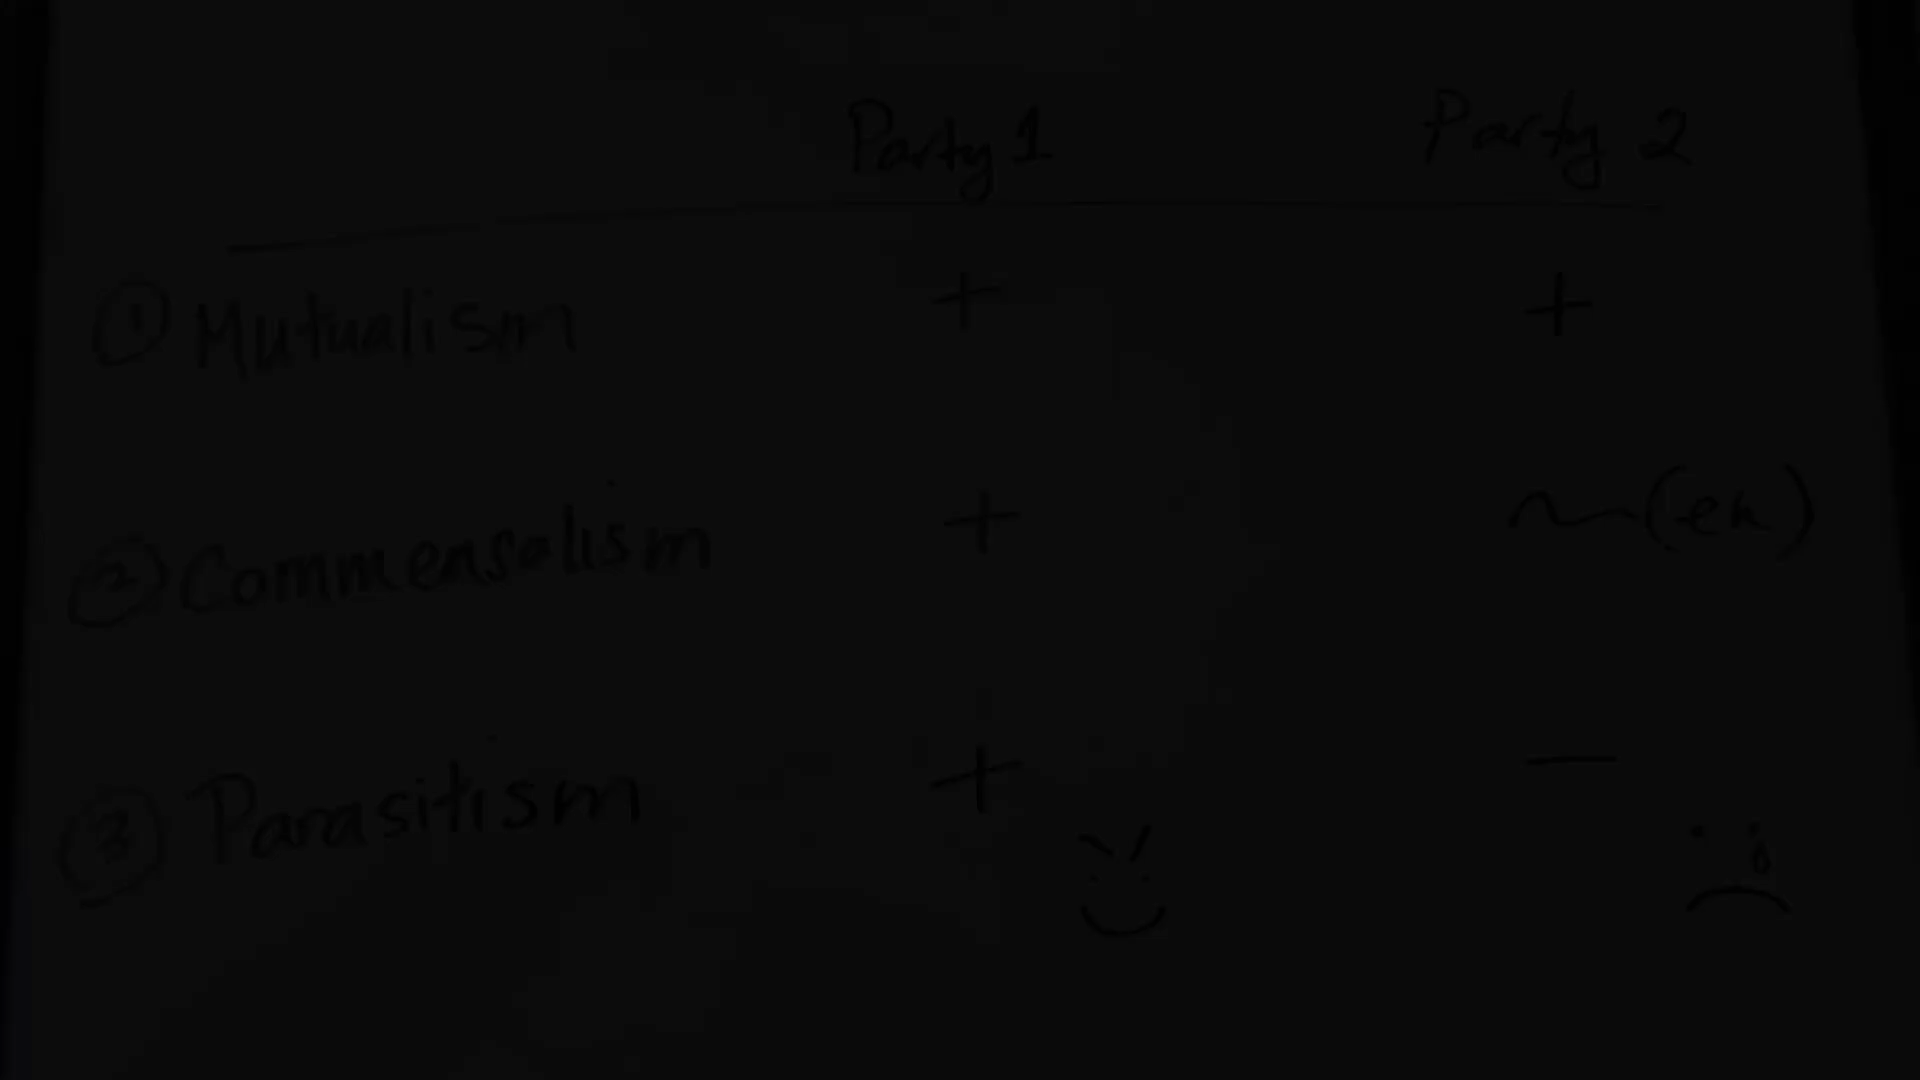 Party 1 Party 2
① Mutualism + +
② Commensalism + ~ (eh)
③ Parasitism + −